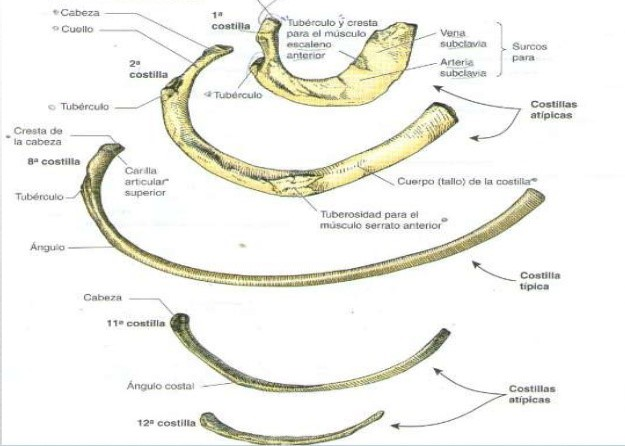 Cabeza
Cuello
1ª
costilla
Tubérculo y cresta
para el músculo
escaleno
anterior
Vena
subclavia
Arteria
subclavia
Surcos
para
2ª
costilla
Tubérculo
Tubérculo
Costillas
atípicas
Cresta de
la cabeza
8ª costilla
Carilla
articular
superior
Cuerpo (tallo) de la costilla
Tubérculo
Tuberosidad para el
músculo serrato anterior
Ángulo
Costilla
típica
Cabeza
11ª costilla
Ángulo costal
Costillas
atípicas
12ª costilla